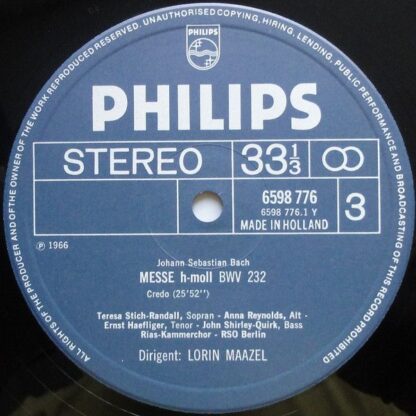 ALL RIGHTS OF THE PRODUCER AND OF THE OWNER OF THE WORK REPRODUCED RESERVED. UNAUTHORISED COPYING, HIRING, LENDING, PUBLIC PERFORMANCE AND BROADCASTING OF THIS RECORD PROHIBITED
PHILIPS
PHILIPS
STEREO
33 1/3
6598 776
6598 776.1 Y
MADE IN HOLLAND
3
℗ 1966
Johann Sebastian Bach
MESSE h-moll BWV 232
Credo (25'52'')
Teresa Stich-Randall, Sopran - Anna Reynolds, Alt -
Ernst Haefliger, Tenor - John Shirley-Quirk, Bass
Rias-Kammerchor - RSO Berlin
Dirigent: LORIN MAAZEL